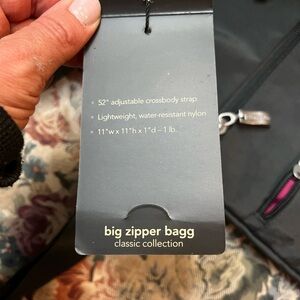 • 52" adjustable crossbody strap
• Lightweight, water-resistant nylon
• 11"w x 11"h x 1"d – 1 lb.
big zipper bagg
classic collection